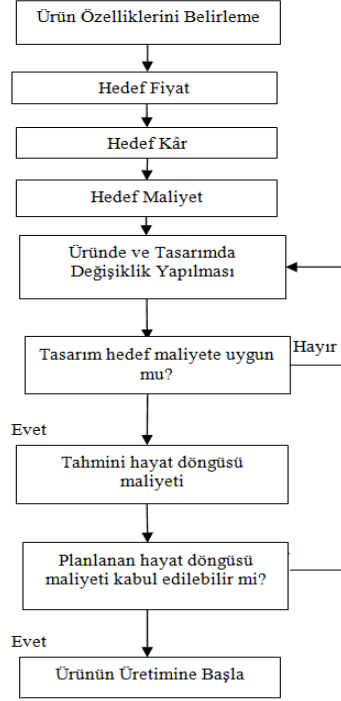 Ürün Özelliklerini Belirleme
Hedef Fiyat
Hedef Kâr
Hedef Maliyet
Üründe ve Tasarımda
Değişiklik Yapılması
Tasarım hedef maliyete uygun
mu?
Hayır
Evet
Tahmini hayat döngüsü
maliyeti
Planlanan hayat döngüsü
maliyeti kabul edilebilir mi?
Evet
Ürünün Üretimine Başla